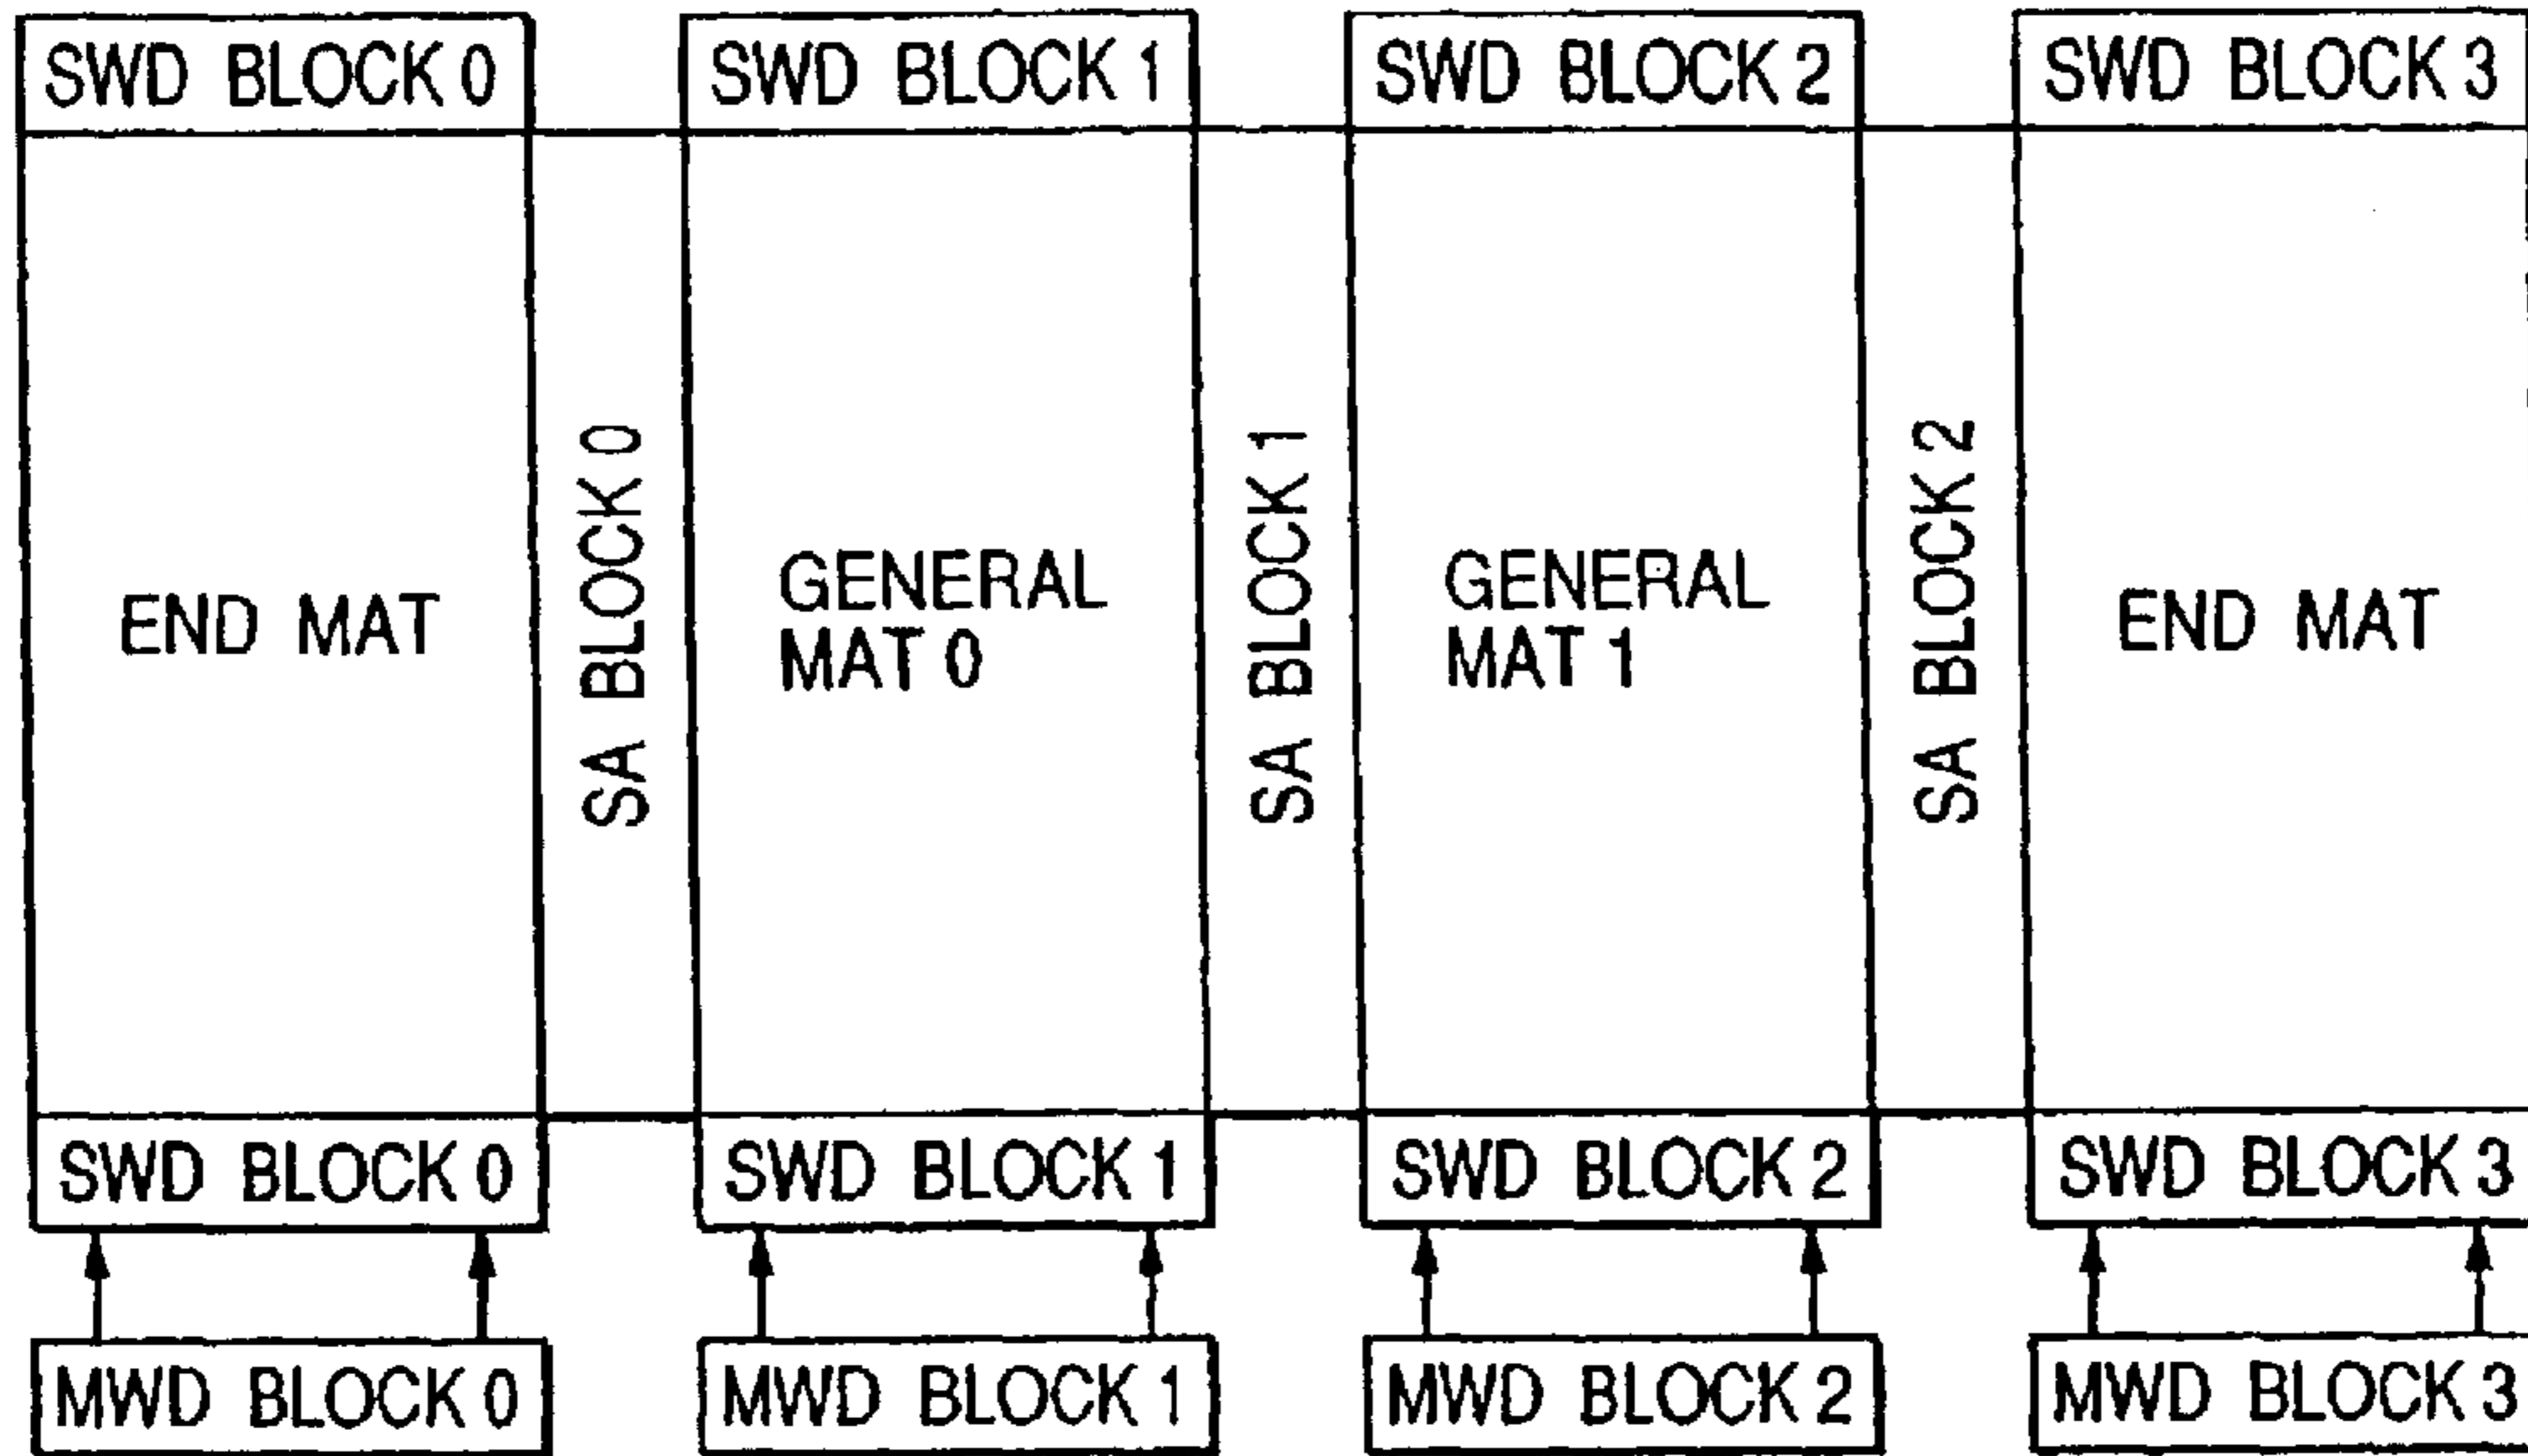 SWD BLOCK 0
SWD BLOCK 1
SWD BLOCK 2
SWD BLOCK 3
END MAT
SA BLOCK 0
GENERAL
MAT 0
SA BLOCK 1
GENERAL
MAT 1
SA BLOCK 2
END MAT
SWD BLOCK 0
SWD BLOCK 1
SWD BLOCK 2
SWD BLOCK 3
MWD BLOCK 0
MWD BLOCK 1
MWD BLOCK 2
MWD BLOCK 3